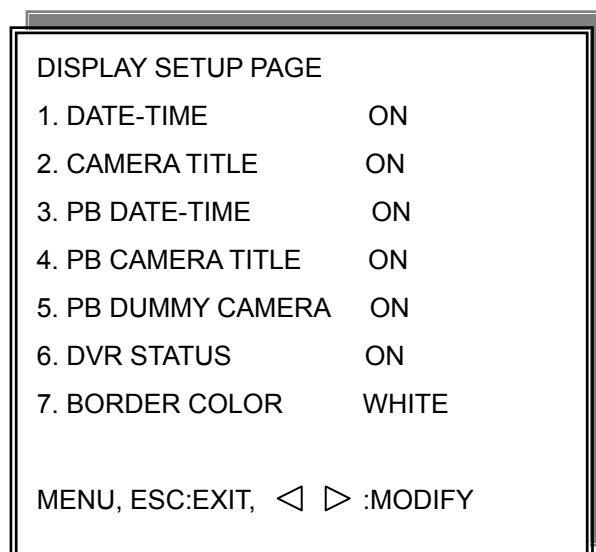 DISPLAY SETUP PAGE
1. DATE-TIME ON
2. CAMERA TITLE ON
3. PB DATE-TIME ON
4. PB CAMERA TITLE ON
5. PB DUMMY CAMERA ON
6. DVR STATUS ON
7. BORDER COLOR WHITE
MENU, ESC:EXIT, ◁ ▷ :MODIFY